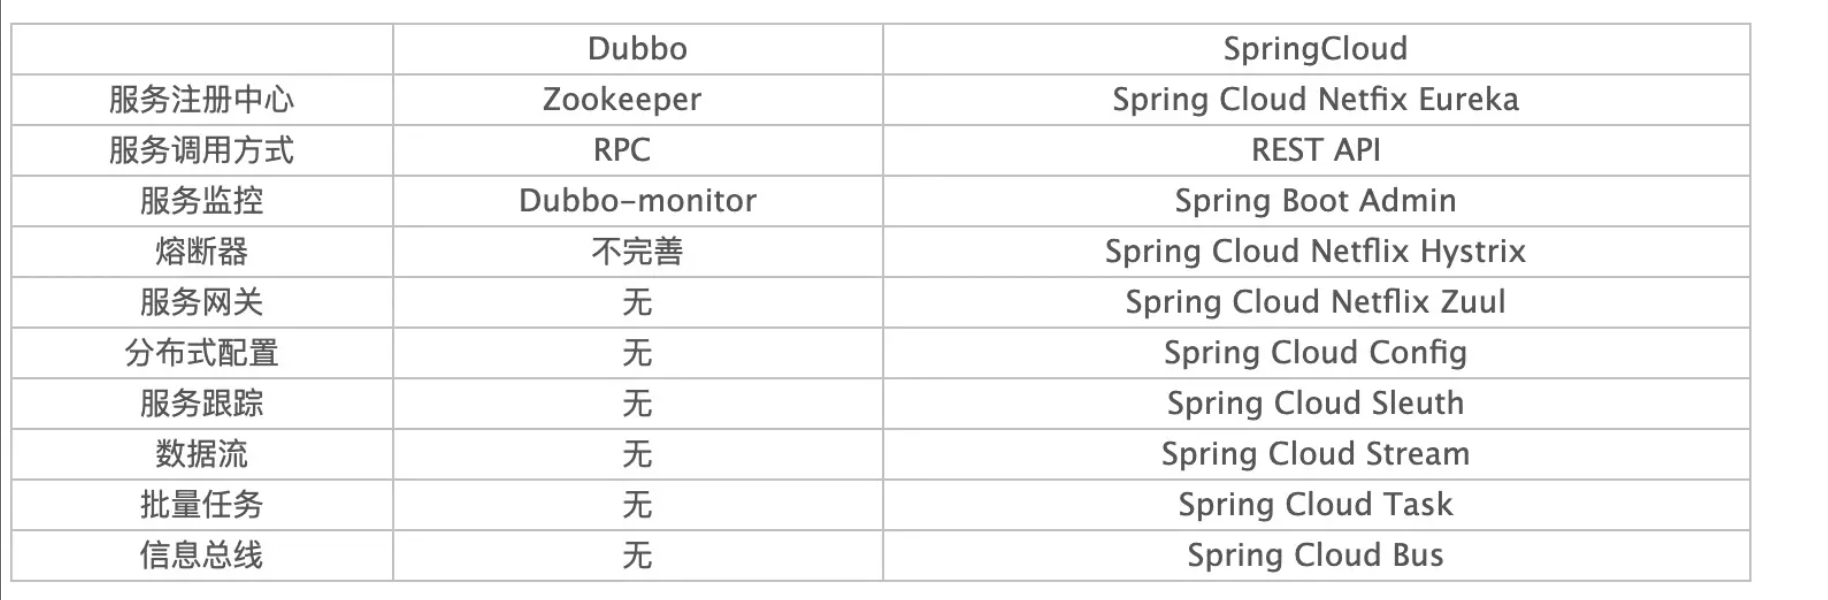 Dubbo SpringCloud
服务注册中心 Zookeeper Spring Cloud Netfix Eureka
服务调用方式 RPC REST API
服务监控 Dubbo-monitor Spring Boot Admin
熔断器 不完善 Spring Cloud Netflix Hystrix
服务网关 无 Spring Cloud Netflix Zuul
分布式配置 无 Spring Cloud Config
服务跟踪 无 Spring Cloud Sleuth
数据流 无 Spring Cloud Stream
批量任务 无 Spring Cloud Task
信息总线 无 Spring Cloud Bus